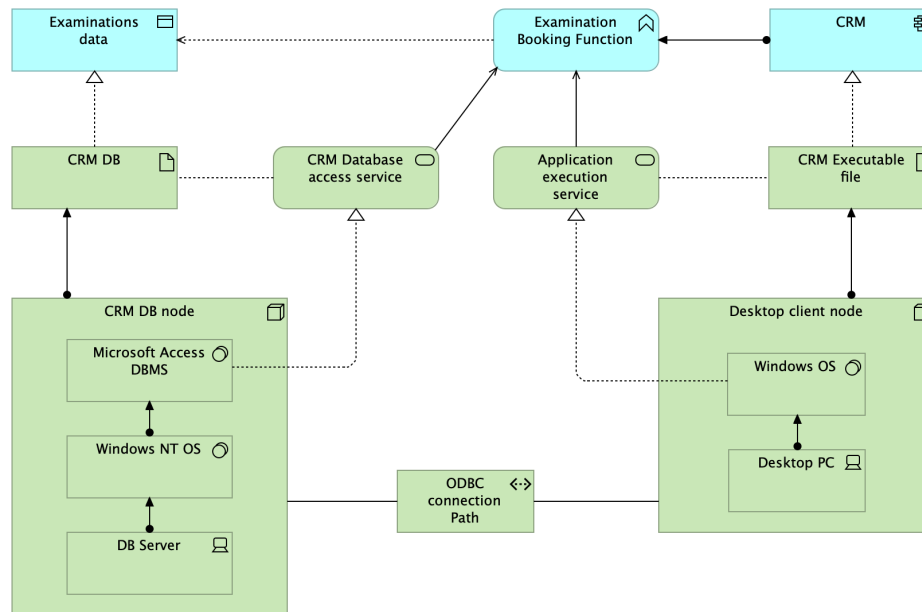 Examinations
data
Examination
Booking Function
CRM
CRM DB
CRM Database
access service
Application
execution
service
CRM Executable
file
CRM DB node
Desktop client node
Microsoft Access
DBMS
Windows OS
Windows NT OS
Desktop PC
ODBC
connection
Path
DB Server